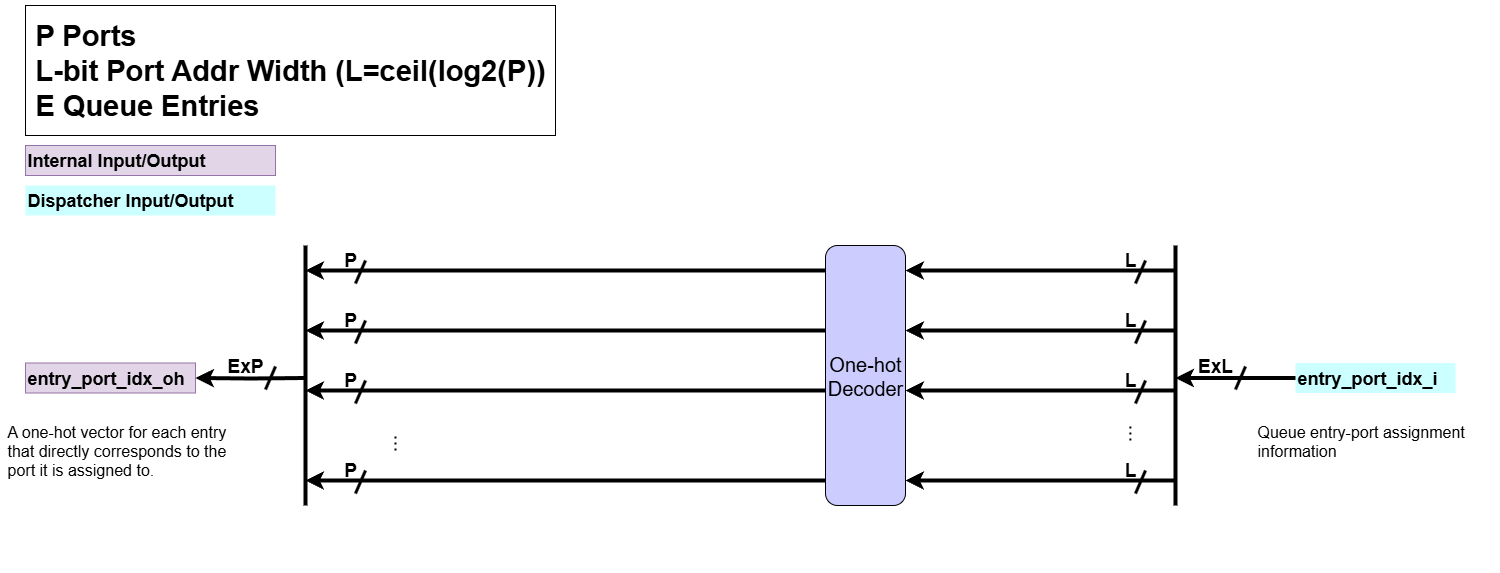 P Ports
L-bit Port Addr Width (L=ceil(log2(P))
E Queue Entries
Internal Input/Output
Dispatcher Input/Output
P
L
P
L
One-hot
Decoder
ExP
ExL
entry_port_idx_oh
P
L
entry_port_idx_i
A one-hot vector for each entry
that directly corresponds to the
port it is assigned to.
⋮
⋮
Queue entry-port assignment
information
P
L